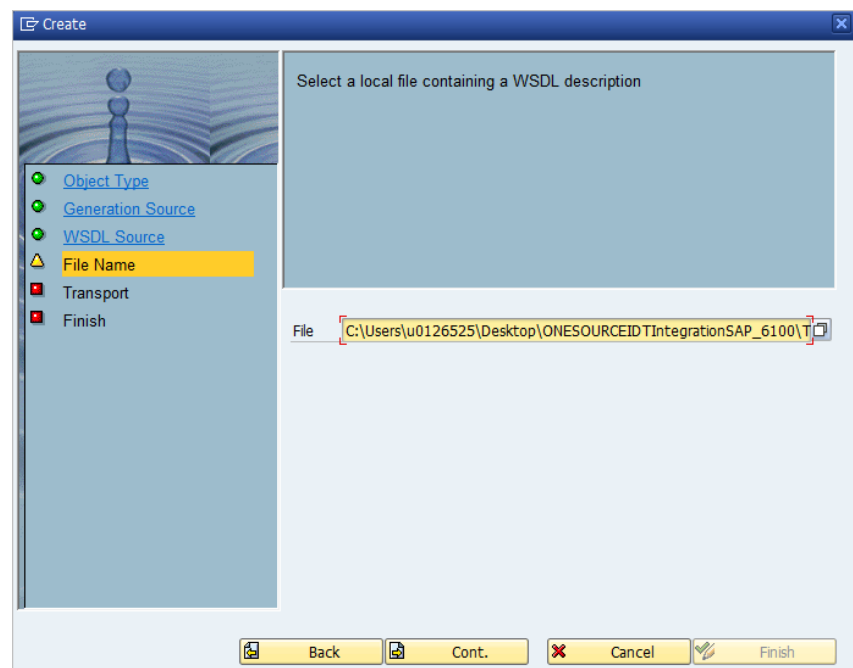 Create
Select a local file containing a WSDL description
Object Type
Generation Source
WSDL Source
File Name
Transport
Finish
File C:\Users\u0126525\Desktop\ONESOURCEIDTIntegrationSAP_6100\T
Back Cont. Cancel Finish